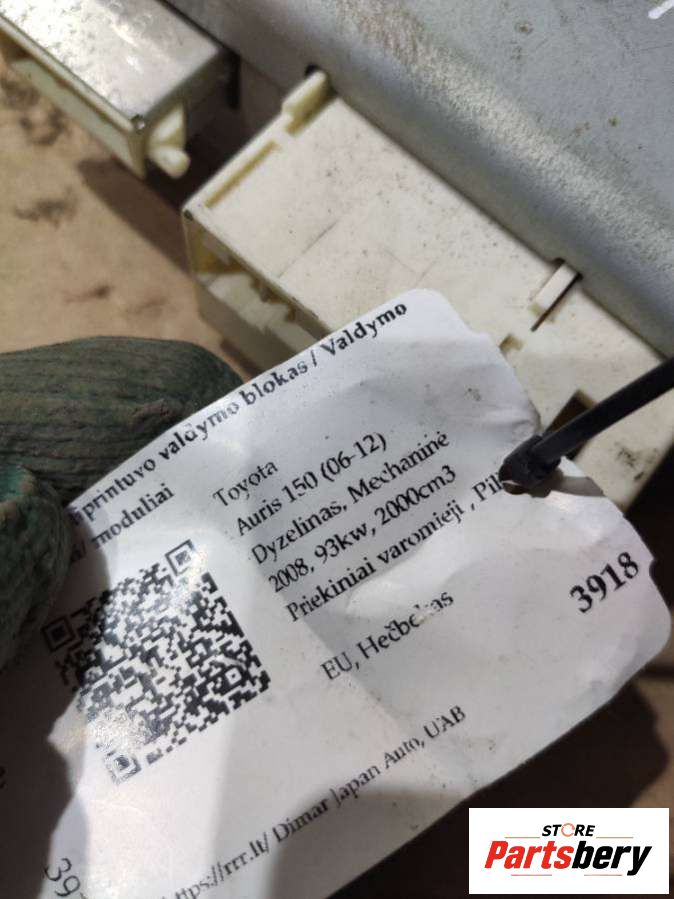 printuvo valdymo blokas / Valdymo
moduliai
Toyota
Auris 150 (06-12)
Dyzelinas, Mechaninė
2008, 93kw, 2000cm3
Priekiniai varomieji , Pil
EU, Hečbekas
3918
https://rrr.lt/ Dimar Japan Auto, UAB
STORE
Partsbery